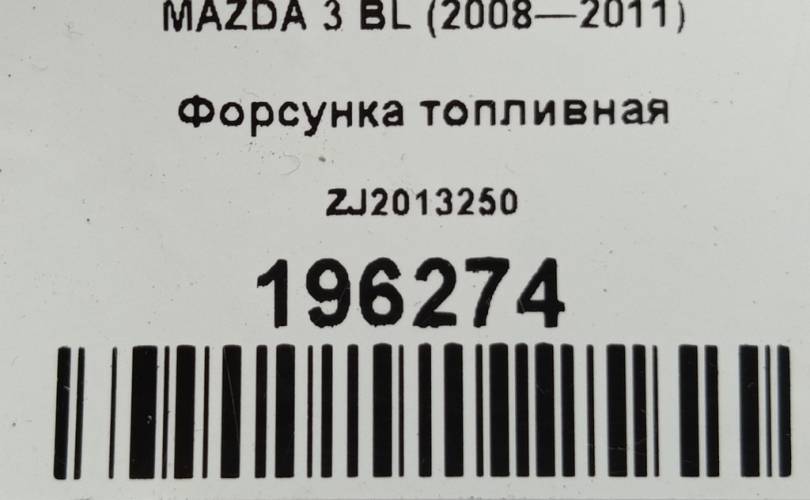 MAZDA 3 BL (2008—2011)
Форсунка топливная
ZJ2013250
196274